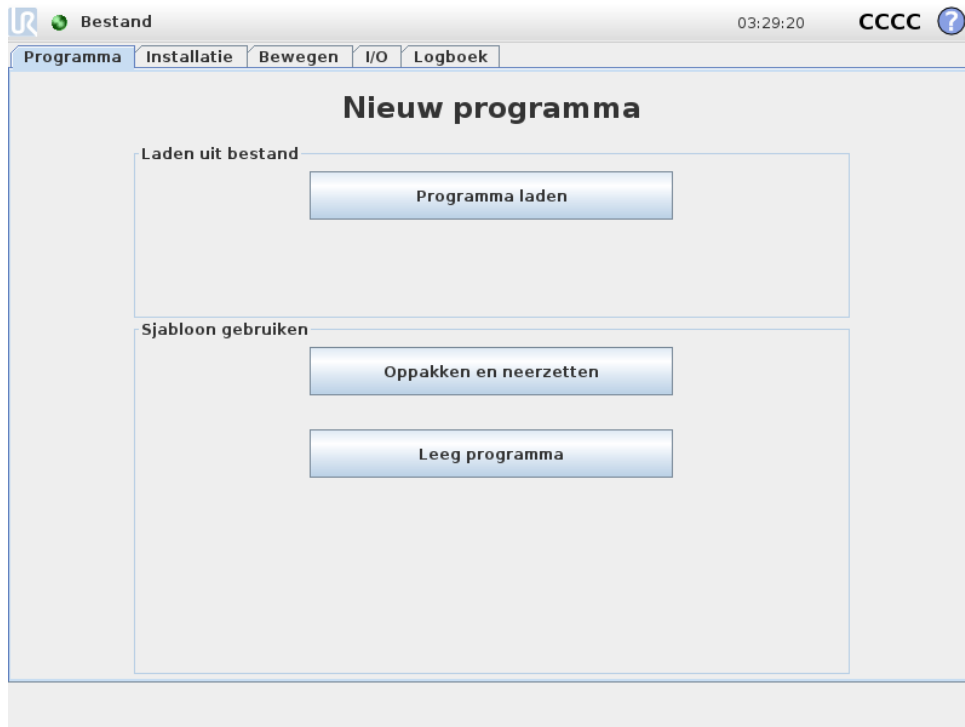 UR Bestand 03:29:20 CCCC ?
Programma Installatie Bewegen I/O Logboek
Nieuw programma
Laden uit bestand
Programma laden
Sjabloon gebruiken
Oppakken en neerzetten
Leeg programma